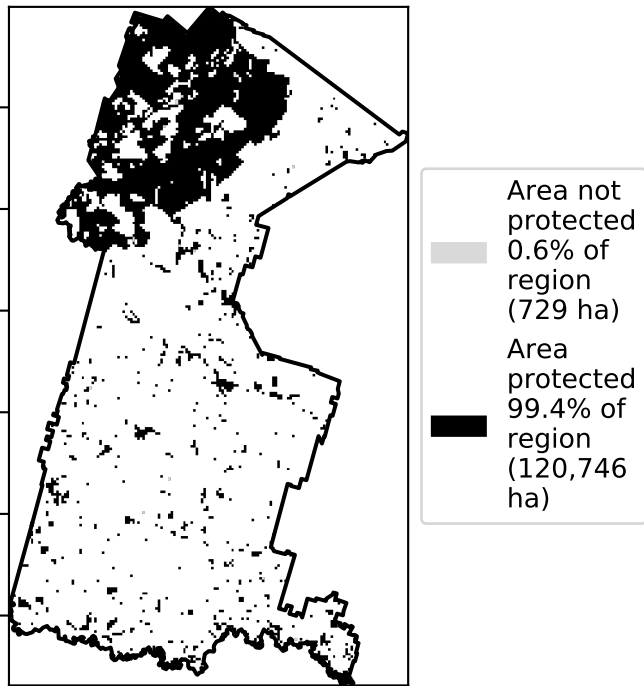 Area not
protected
0.6% of
region
(729 ha)
Area
protected
99.4% of
region
(120,746
ha)